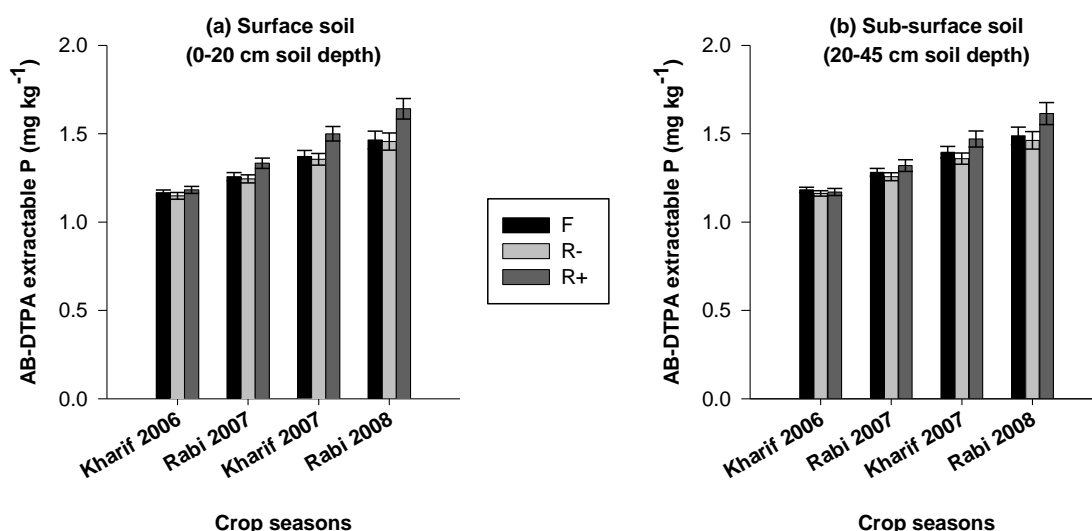 (a) Surface soil
(0-20 cm soil depth)
AB-DTPA extractable P (mg kg⁻¹)
2.0
1.5
1.0
0.5
0.0
Kharif 2006
Rabi 2007
Kharif 2007
Rabi 2008
Crop seasons
F
R-
R+
(b) Sub-surface soil
(20-45 cm soil depth)
AB-DTPA extractable P (mg kg⁻¹)
2.0
1.5
1.0
0.5
0.0
Kharif 2006
Rabi 2007
Kharif 2007
Rabi 2008
Crop seasons